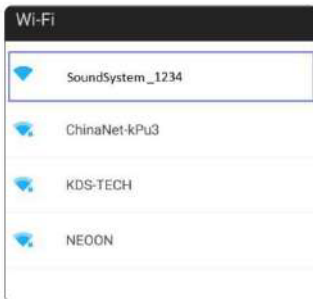 Wi-Fi
SoundSystem_1234
ChinaNet-kPu3
KDS-TECH
NEOON